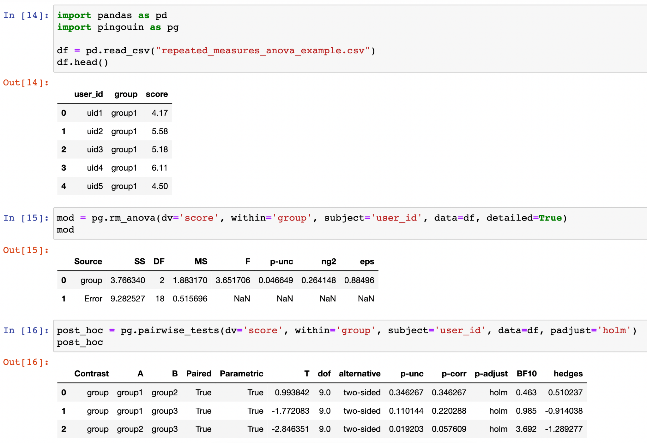 In [14]: import pandas as pd
import pingouin as pg
df = pd.read_csv("repeated_measures_anova_example.csv")
df.head()
Out[14]:
user_id group score
0 uid1 group1 4.17
1 uid2 group1 5.58
2 uid3 group1 5.18
3 uid4 group1 6.11
4 uid5 group1 4.50
In [15]: mod = pg.rm_anova(dv='score', within='group', subject='user_id', data=df, detailed=True)
mod
Out[15]:
Source SS DF MS F p-unc ng2 eps
0 group 3.766340 2 1.883170 3.651706 0.046649 0.264148 0.88496
1 Error 9.282527 18 0.515696 NaN NaN NaN NaN
In [16]: post_hoc = pg.pairwise_tests(dv='score', within='group', subject='user_id', data=df, padjust='holm')
post_hoc
Out[16]:
Contrast A B Paired Parametric T dof alternative p-unc p-corr p-adjust BF10 hedges
0 group group1 group2 True True 0.993842 9.0 two-sided 0.346267 0.346267 holm 0.463 0.510237
1 group group1 group3 True True -1.772083 9.0 two-sided 0.110144 0.220288 holm 0.985 -0.914038
2 group group2 group3 True True -2.846351 9.0 two-sided 0.019203 0.057609 holm 3.692 -1.289277